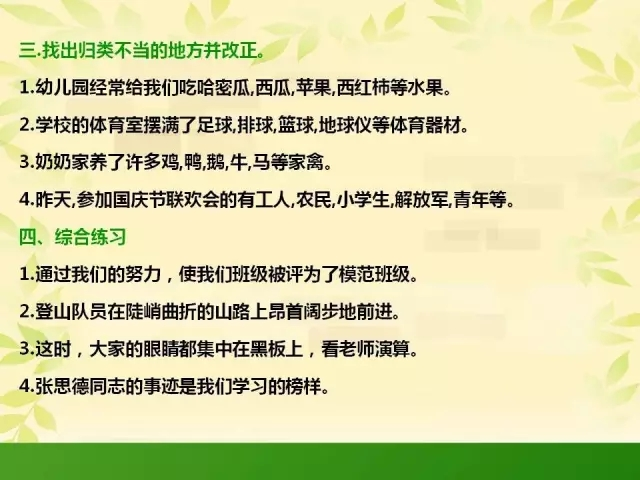 三.找出归类不当的地方并改正。
1.幼儿园经常给我们吃哈密瓜,西瓜,苹果,西红柿等水果。
2.学校的体育室摆满了足球,排球,篮球,地球仪等体育器材。
3.奶奶家养了许多鸡,鸭,鹅,牛,马等家禽。
4.昨天,参加国庆节联欢会的有工人,农民,小学生,解放军,青年等。
四、综合练习
1.通过我们的努力，使我们班级被评为了模范班级。
2.登山队员在陡峭曲折的山路上昂首阔步地前进。
3.这时，大家的眼睛都集中在黑板上，看老师演算。
4.张思德同志的事迹是我们学习的榜样。